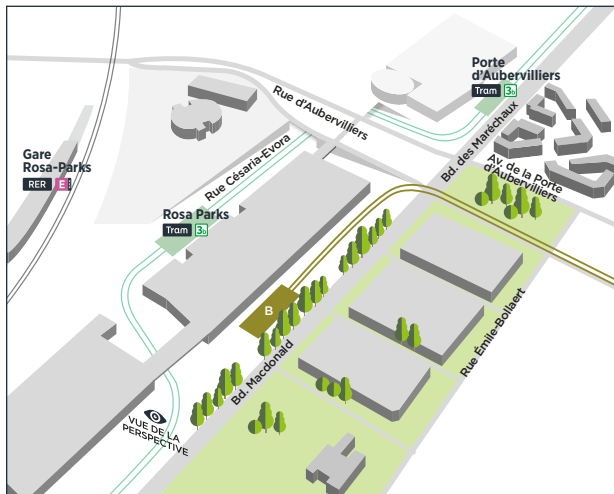 Porte
d'Aubervilliers
Tram 3b
Rue d'Aubervilliers
Bd. des Maréchaux
Gare
Rosa-Parks
RER E
Rue Césaria-Evora
Av. de la Porte
d'Aubervilliers
Rosa Parks
Tram 3b
B
Rue Émile-Bollaert
Bd. Macdonald
VUE DE LA
PERSPECTIVE